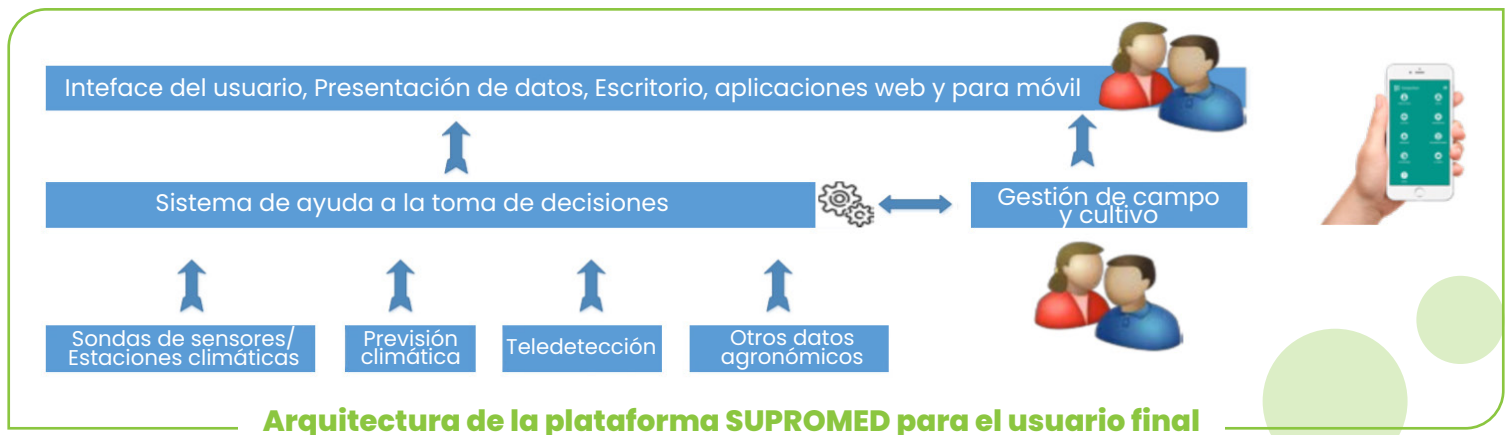 Inteface del usuario, Presentación de datos, Escritorio, aplicaciones web y para móvil
Sistema de ayuda a la toma de decisiones
Gestión de campo
y cultivo
Sondas de sensores/
Estaciones climáticas
Previsión
climática
Teledetección
Otros datos
agronómicos
Arquitectura de la plataforma SUPROMED para el usuario final